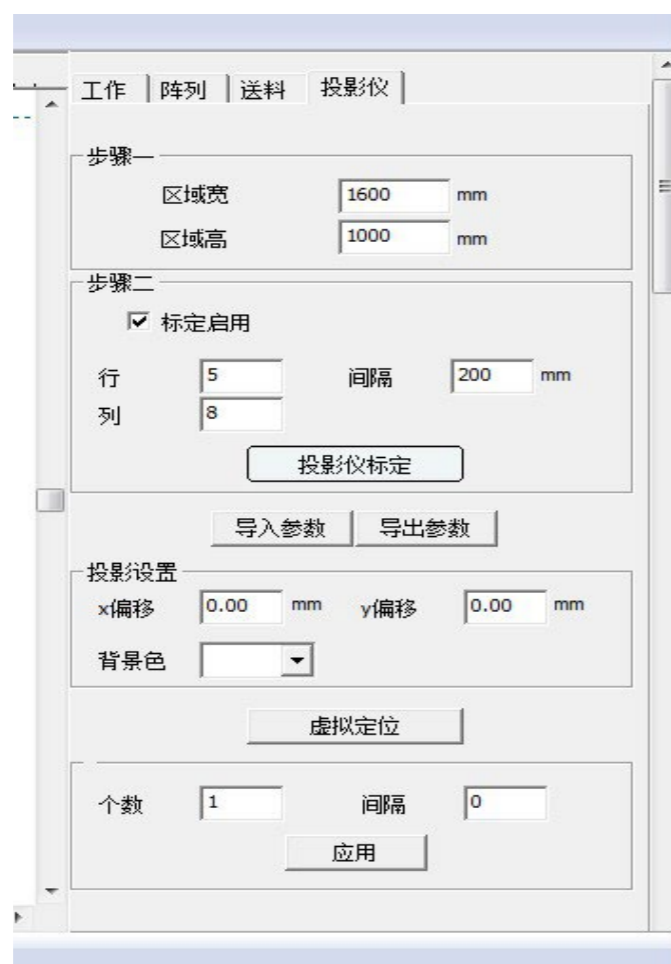 工作 阵列 送料 投影仪
步骤一
区域宽 1600 mm
区域高 1000 mm
步骤二
标定启用
行 5 间隔 200 mm
列 8
投影仪标定
导入参数 导出参数
投影设置
x偏移 0.00 mm y偏移 0.00 mm
背景色
虚拟定位
个数 1 间隔 0
应用